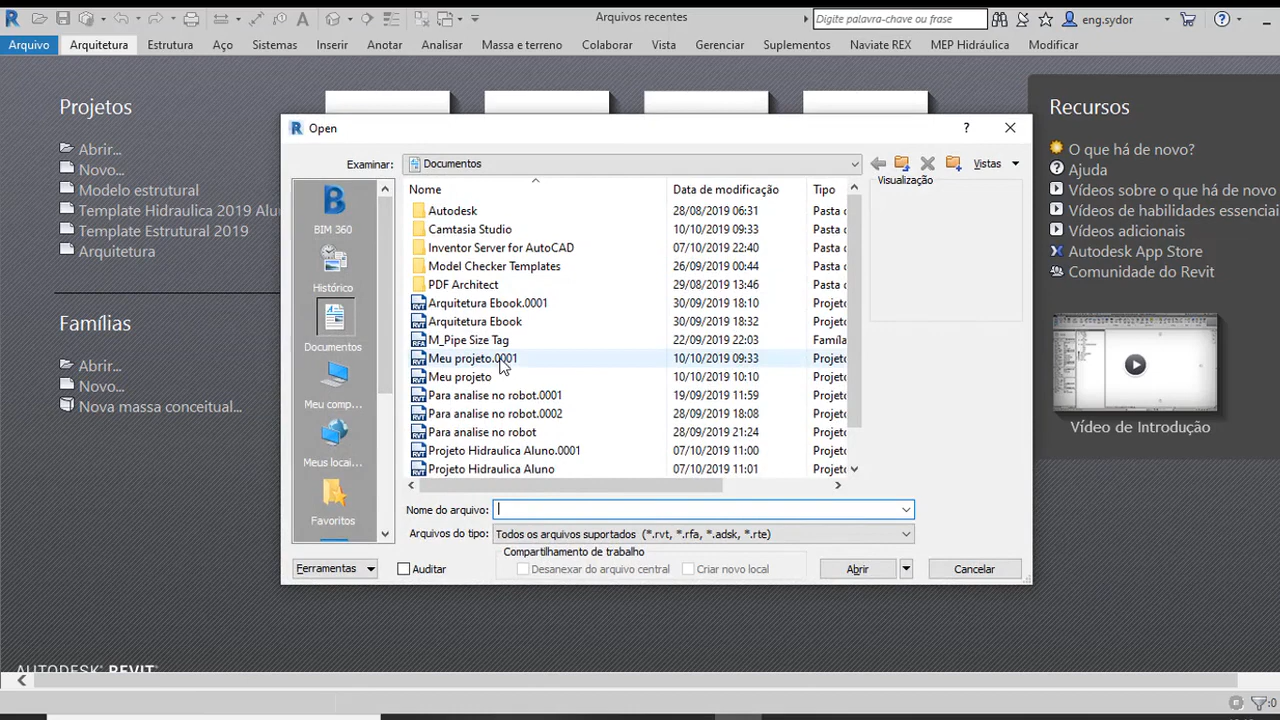 Arquivos recentes
Digite palavra-chave ou frase
eng.sydor
Arquivo Arquitetura Estrutura Aço Sistemas Inserir Anotar Analisar Massa e terreno Colaborar Vista Gerenciar Suplementos Naviate REX MEP Hidráulica Modificar
Projetos
Abrir...
Novo...
Modelo estrutural
Template Hidraulica 2019 Alu
Template Estrutural 2019
Arquitetura
Famílias
Abrir...
Novo...
Nova massa conceitual...
AUTODESK® REVIT®
Open
Examinar: Documentos Vistas
BIM 360
Histórico
Documentos
Meu comp...
Meus locai...
Favoritos
Nome Data de modificação Tipo
Autodesk 28/08/2019 06:31 Pasta
Camtasia Studio 10/10/2019 09:33 Pasta
Inventor Server for AutoCAD 07/10/2019 22:40 Pasta
Model Checker Templates 26/09/2019 00:44 Pasta
PDF Architect 29/08/2019 13:46 Pasta
Arquitetura Ebook.0001 30/09/2019 18:10 Projeto
Arquitetura Ebook 30/09/2019 18:32 Projeto
M_Pipe Size Tag 22/09/2019 22:03 Família
Meu projeto.0001 10/10/2019 09:33 Projeto
Meu projeto 10/10/2019 10:10 Projeto
Para analise no robot.0001 19/09/2019 11:59 Projeto
Para analise no robot.0002 28/09/2019 18:08 Projeto
Para analise no robot 28/09/2019 21:24 Projeto
Projeto Hidraulica Aluno.0001 07/10/2019 11:00 Projeto
Projeto Hidraulica Aluno 07/10/2019 11:01 Projeto
Visualização
Nome do arquivo:
Arquivos do tipo: Todos os arquivos suportados (*.rvt, *.rfa, *.adsk, *.rte)
Compartilhamento de trabalho
Ferramentas Auditar Desanexar do arquivo central Criar novo local Abrir Cancelar
Recursos
O que há de novo?
Ajuda
Vídeos sobre o que há de novo
Vídeos de habilidades essenciai
Vídeos adicionais
Autodesk App Store
Comunidade do Revit
Vídeo de Introdução
:0